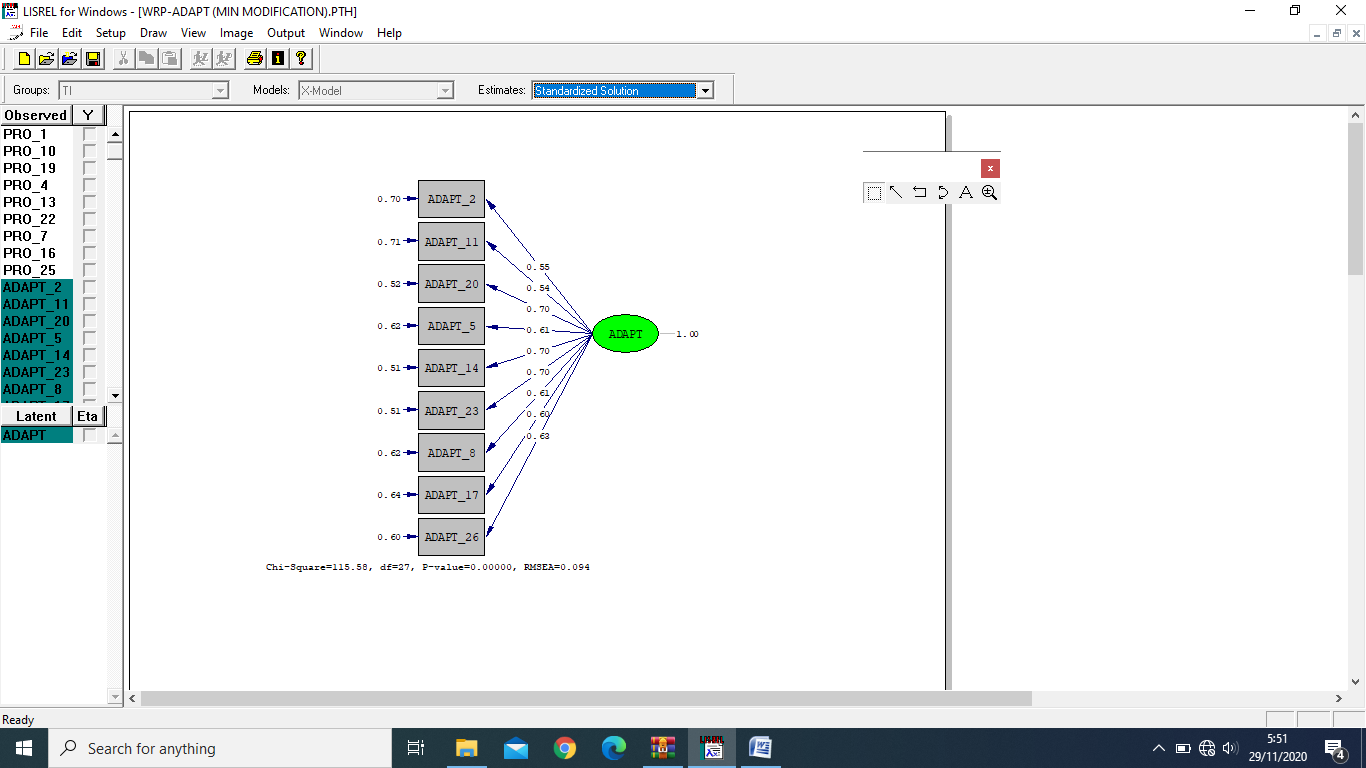 LISREL for Windows - [WRP-ADAPT (MIN MODIFICATION).PTH]
File Edit Setup Draw View Image Output Window Help
Groups: TI Models: X-Model Estimates: Standardized Solution
Observed Y
PRO_1
PRO_10
PRO_19
PRO_4
PRO_13
PRO_22
PRO_7
PRO_16
PRO_25
ADAPT_2
ADAPT_11
ADAPT_20
ADAPT_5
ADAPT_14
ADAPT_23
ADAPT_8
Latent Eta
ADAPT
0.70 ADAPT_2
0.71 ADAPT_11
0.52 ADAPT_20
0.62 ADAPT_5
0.51 ADAPT_14
0.51 ADAPT_23
0.62 ADAPT_8
0.64 ADAPT_17
0.60 ADAPT_26
0.55
0.54
0.70
0.61
0.70
0.70
0.61
0.60
0.63
ADAPT 1.00
Chi-Square=115.58, df=27, P-value=0.00000, RMSEA=0.094
A
Ready
Search for anything
5:51
29/11/2020
4